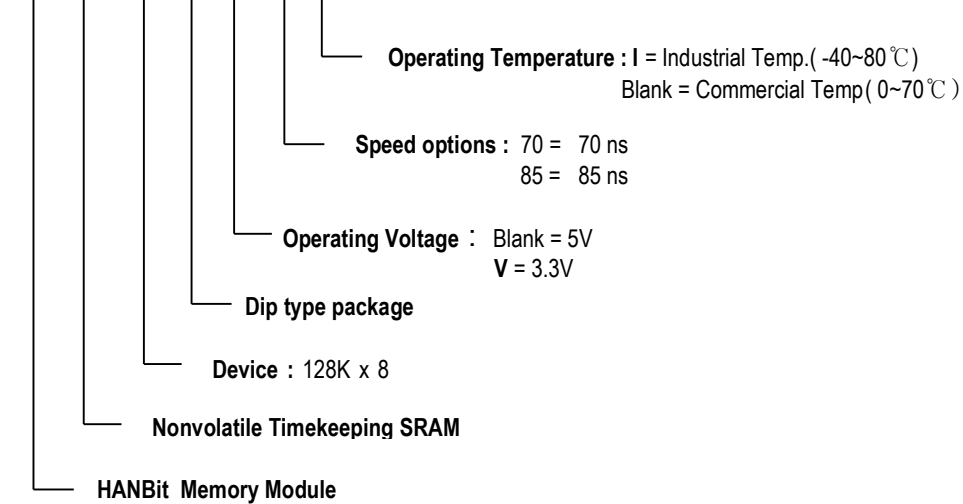 Operating Temperature : I = Industrial Temp.( -40~80℃)
Blank = Commercial Temp( 0~70℃)
Speed options : 70 = 70 ns
85 = 85 ns
Operating Voltage : Blank = 5V
V = 3.3V
Dip type package
Device : 128K x 8
Nonvolatile Timekeeping SRAM
HANBit Memory Module